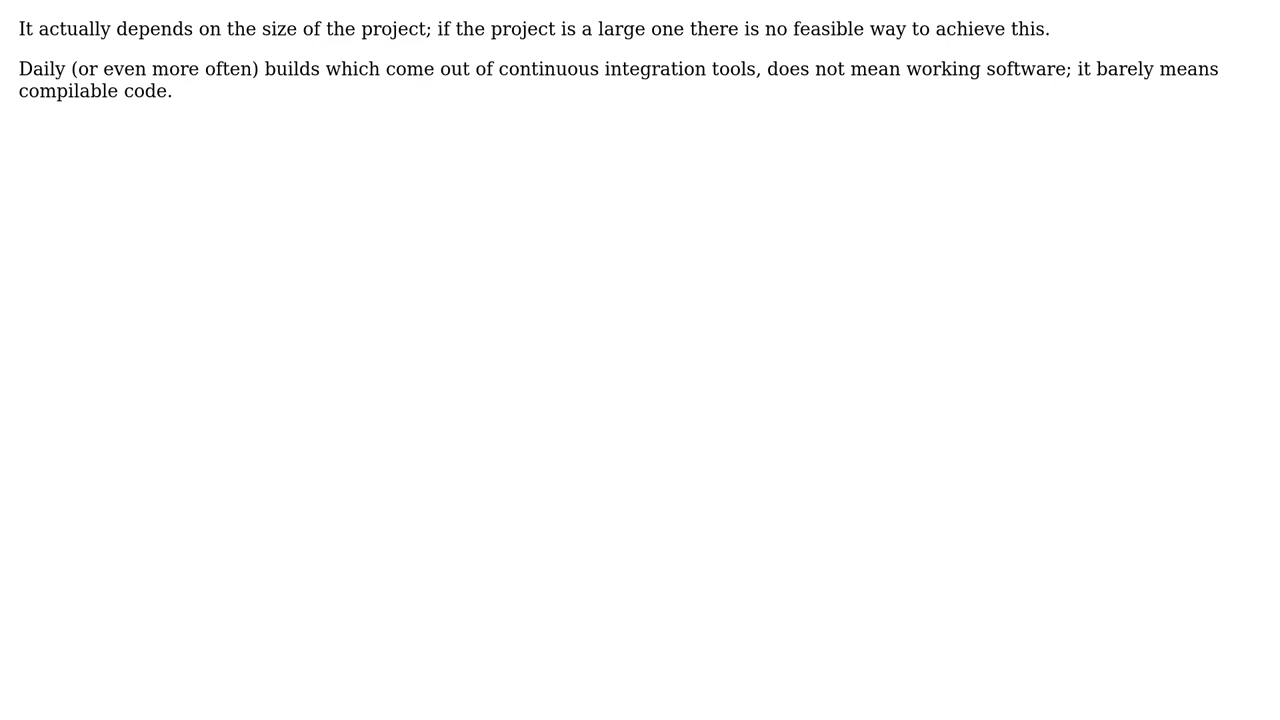 It actually depends on the size of the project; if the project is a large one there is no feasible way to achieve this.
Daily (or even more often) builds which come out of continuous integration tools, does not mean working software; it barely means
compilable code.